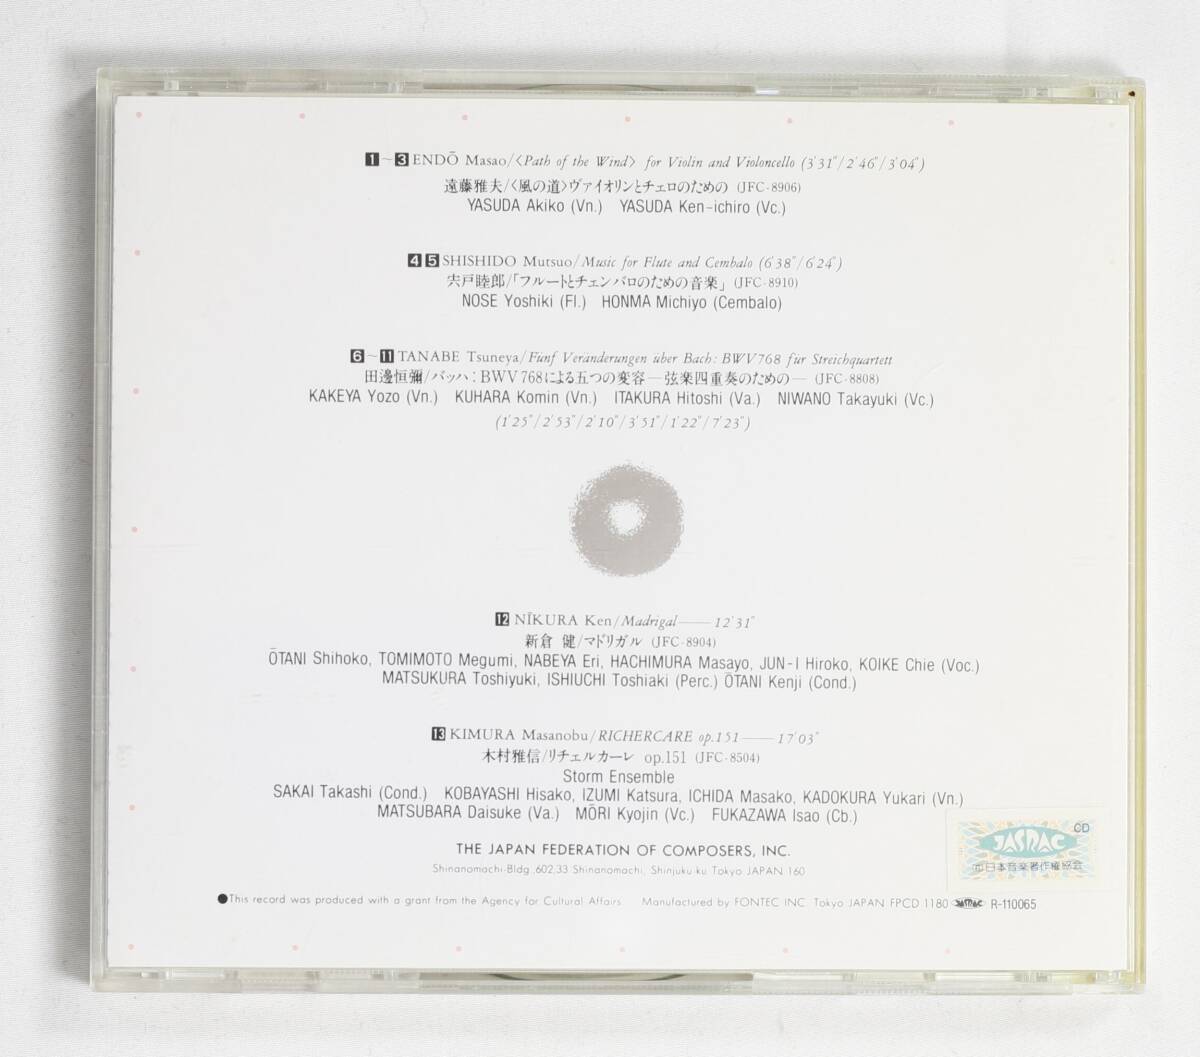 1~3 ENDŌ Masao/〈Path of the Wind〉 for Violin and Violoncello (3'31"/2'46"/3'04")
遠藤雅夫/〈風の道〉ヴァイオリンとチェロのための (JFC-8906)
YASUDA Akiko (Vn.) YASUDA Ken-ichiro (Vc.)
4 5 SHISHIDO Mutsuo/Music for Flute and Cembalo (6'38"/6'24")
宍戸睦郎/「フルートとチェンバロのための音楽」 (JFC-8910)
NOSE Yoshiki (Fl.) HONMA Michiyo (Cembalo)
6~11 TANABE Tsuneya/Fünf Veränderungen über Bach: BWV768 für Streichquartett
田邊恒彌/バッハ:BWV768による五つの変容—弦楽四重奏のための— (JFC-8808)
KAKEYA Yozo (Vn.) KUHARA Komin (Vn.) ITAKURA Hitoshi (Va.) NIWANO Takayuki (Vc.)
(1'25"/2'53"/2'10"/3'51"/1'22"/7'23")
12 NĪKURA Ken/Madrigal—12'31"
新倉 健/マドリガル (JFC-8904)
ŌTANI Shihoko, TOMIMOTO Megumi, NABEYA Eri, HACHIMURA Masayo, JUN-I Hiroko, KOIKE Chie (Voc.)
MATSUKURA Toshiyuki, ISHIUCHI Toshiaki (Perc.) ŌTANI Kenji (Cond.)
13 KIMURA Masanobu/RICHERCARE op.151—17'03"
木村雅信/リチェルカーレ op.151 (JFC-8504)
Storm Ensemble
SAKAI Takashi (Cond.) KOBAYASHI Hisako, IZUMI Katsura, ICHIDA Masako, KADOKURA Yukari (Vn.)
MATSUBARA Daisuke (Va.) MŌRI Kyojin (Vc.) FUKAZAWA Isao (Cb.)
THE JAPAN FEDERATION OF COMPOSERS, INC.
Shinanomachi-Bldg.,602,33 Shinanomachi, Shinjuku-ku Tokyo JAPAN 160
●This record was produced with a grant from the Agency for Cultural Affairs. Manufactured by FONTEC INC. Tokyo JAPAN FPCD 1180 JASRAC R-110065
CD
JASRAC
㈳日本音楽著作権協会